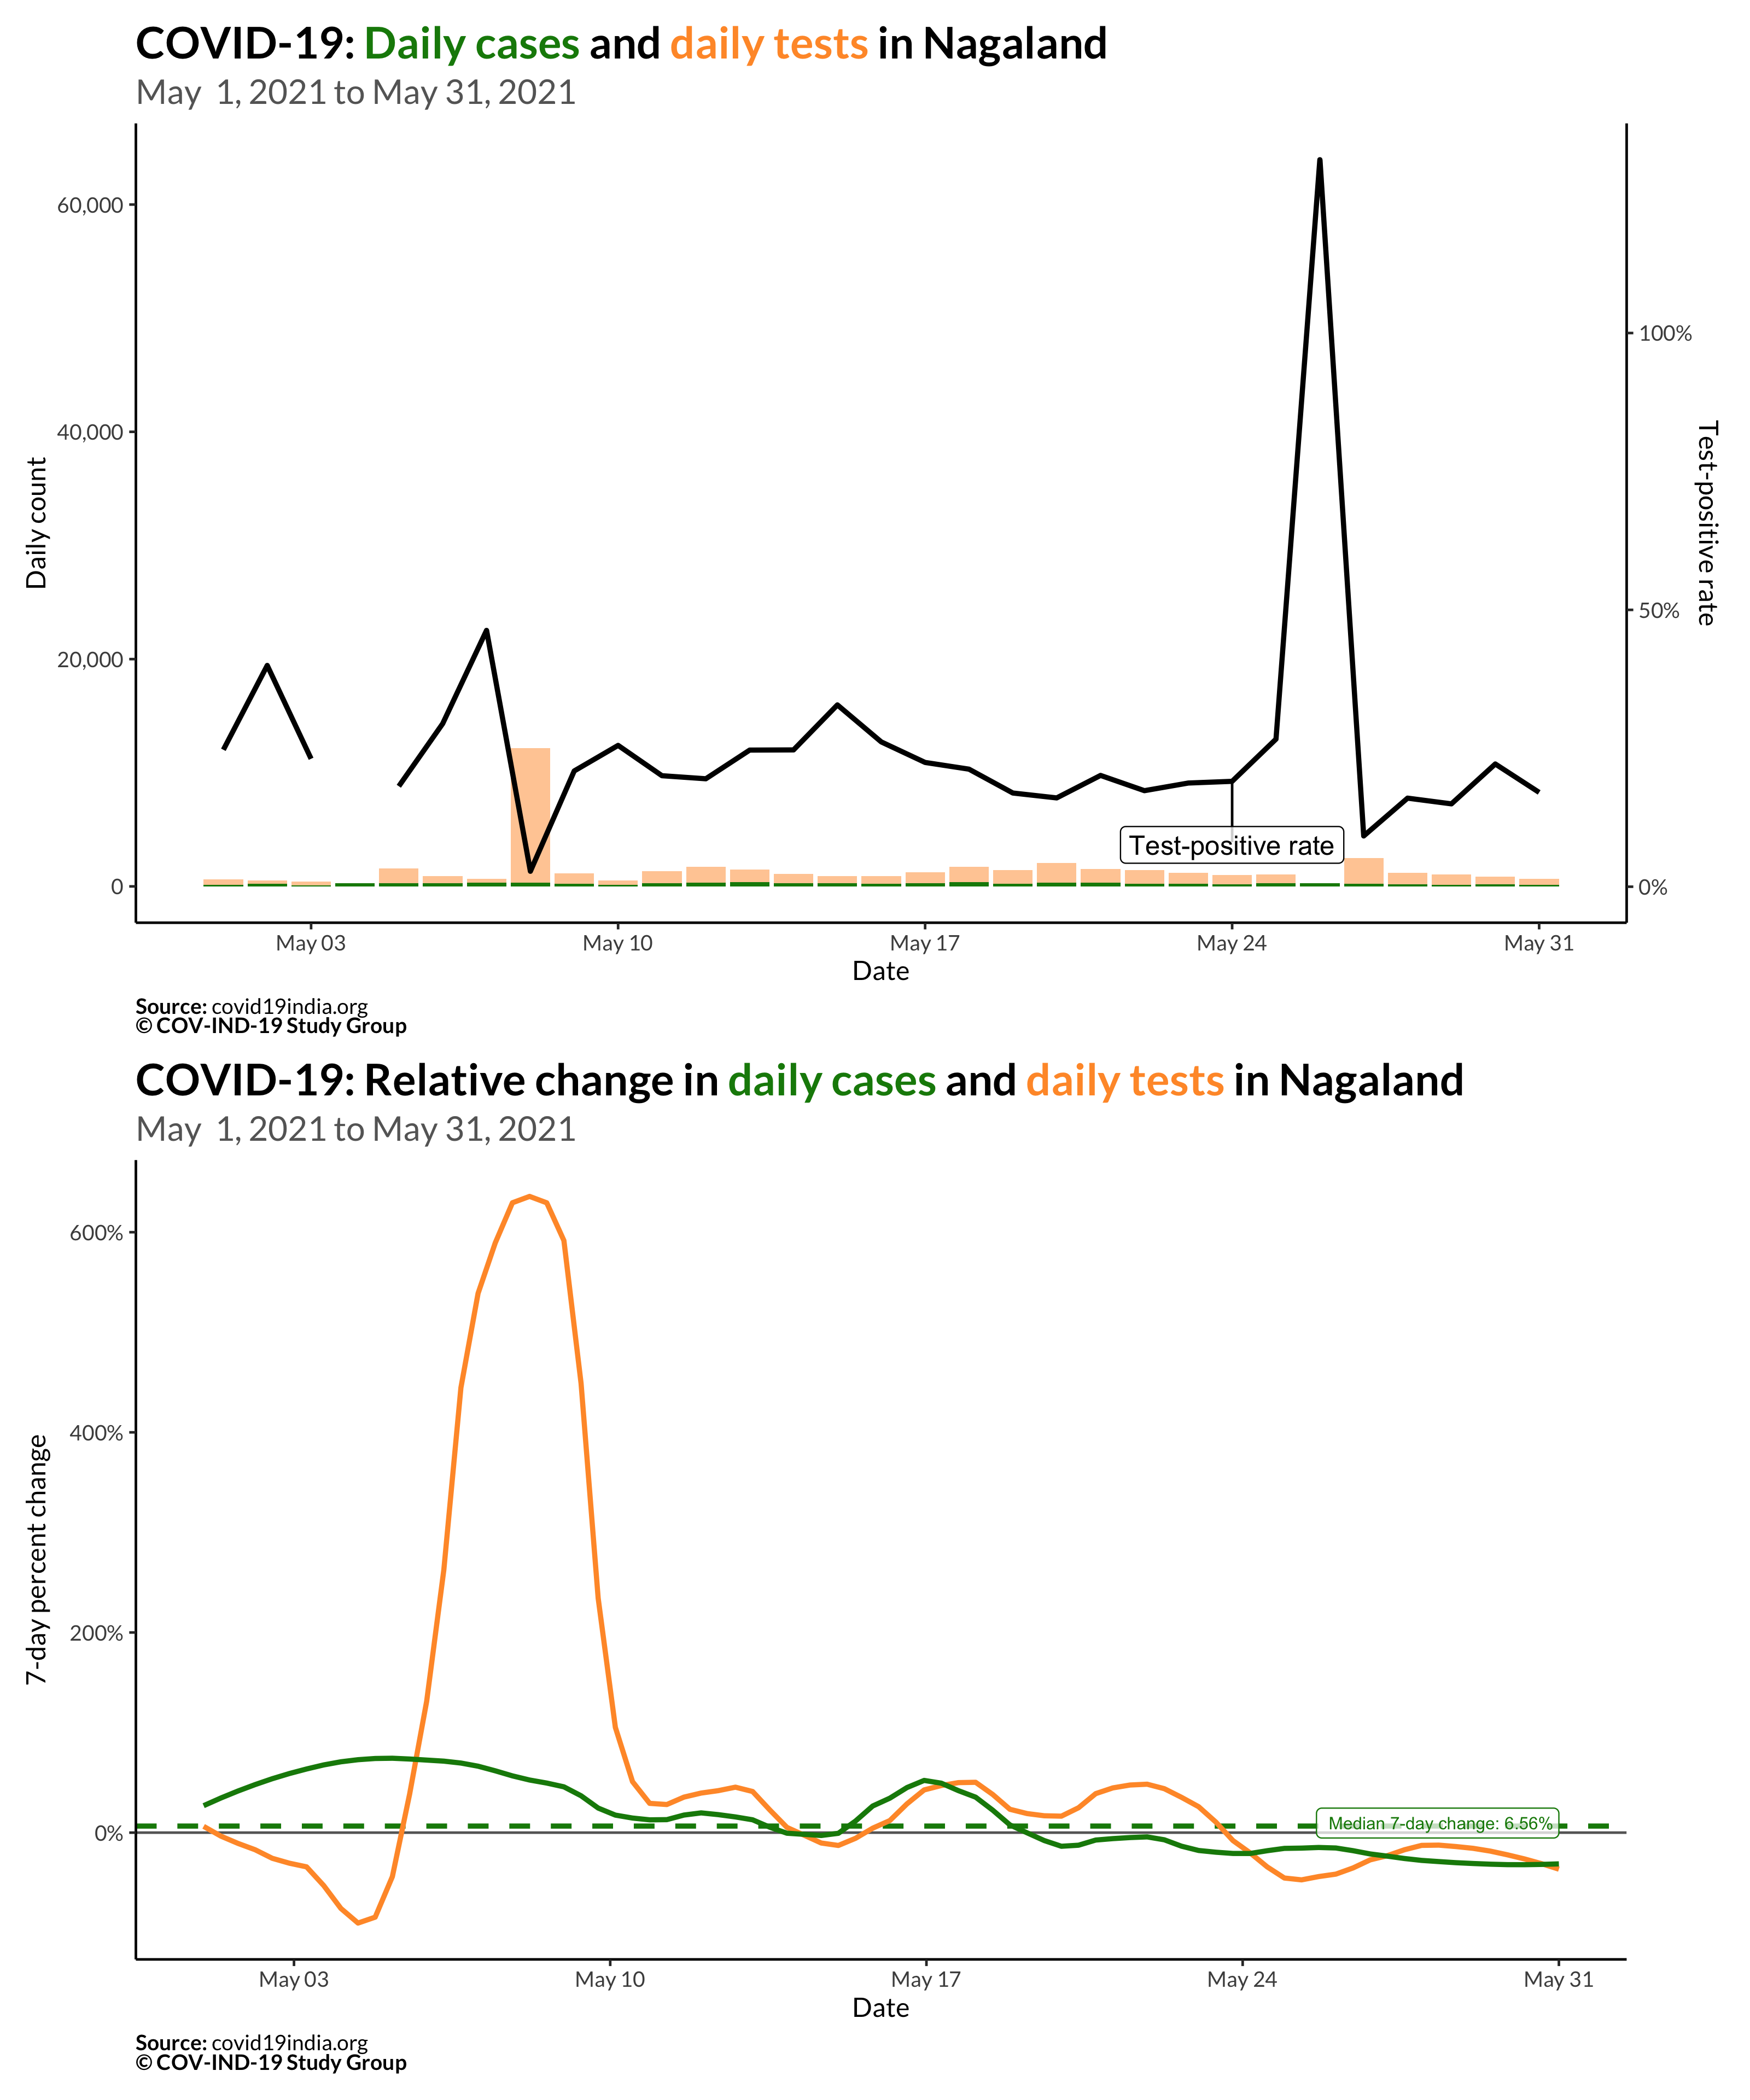 COVID-19: Daily cases and daily tests in Nagaland
May  1, 2021 to May 31, 2021
60,000
40,000
20,000
0
Daily count
100%
50%
0%
Test-positive rate
Test-positive rate
May 03
May 10
May 17
May 24
May 31
Date
Source: covid19india.org
© COV-IND-19 Study Group
COVID-19: Relative change in daily cases and daily tests in Nagaland
May  1, 2021 to May 31, 2021
600%
400%
200%
0%
7-day percent change
Median 7-day change: 6.56%
May 03
May 10
May 17
May 24
May 31
Date
Source: covid19india.org
© COV-IND-19 Study Group